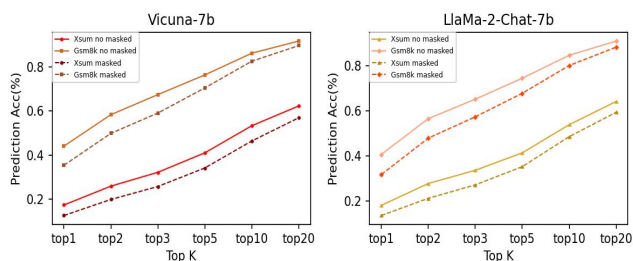 Vicuna-7b
Prediction Acc(%)
Xsum no masked
Gsm8k no masked
Xsum masked
Gsm8k masked
0.8
0.6
0.4
0.2
top1 top2 top3 top5 top10 top20
Top K
LlaMa-2-Chat-7b
Prediction Acc(%)
Xsum no masked
Gsm8k no masked
Xsum masked
Gsm8k masked
0.8
0.6
0.4
0.2
top1 top2 top3 top5 top10 top20
Top K